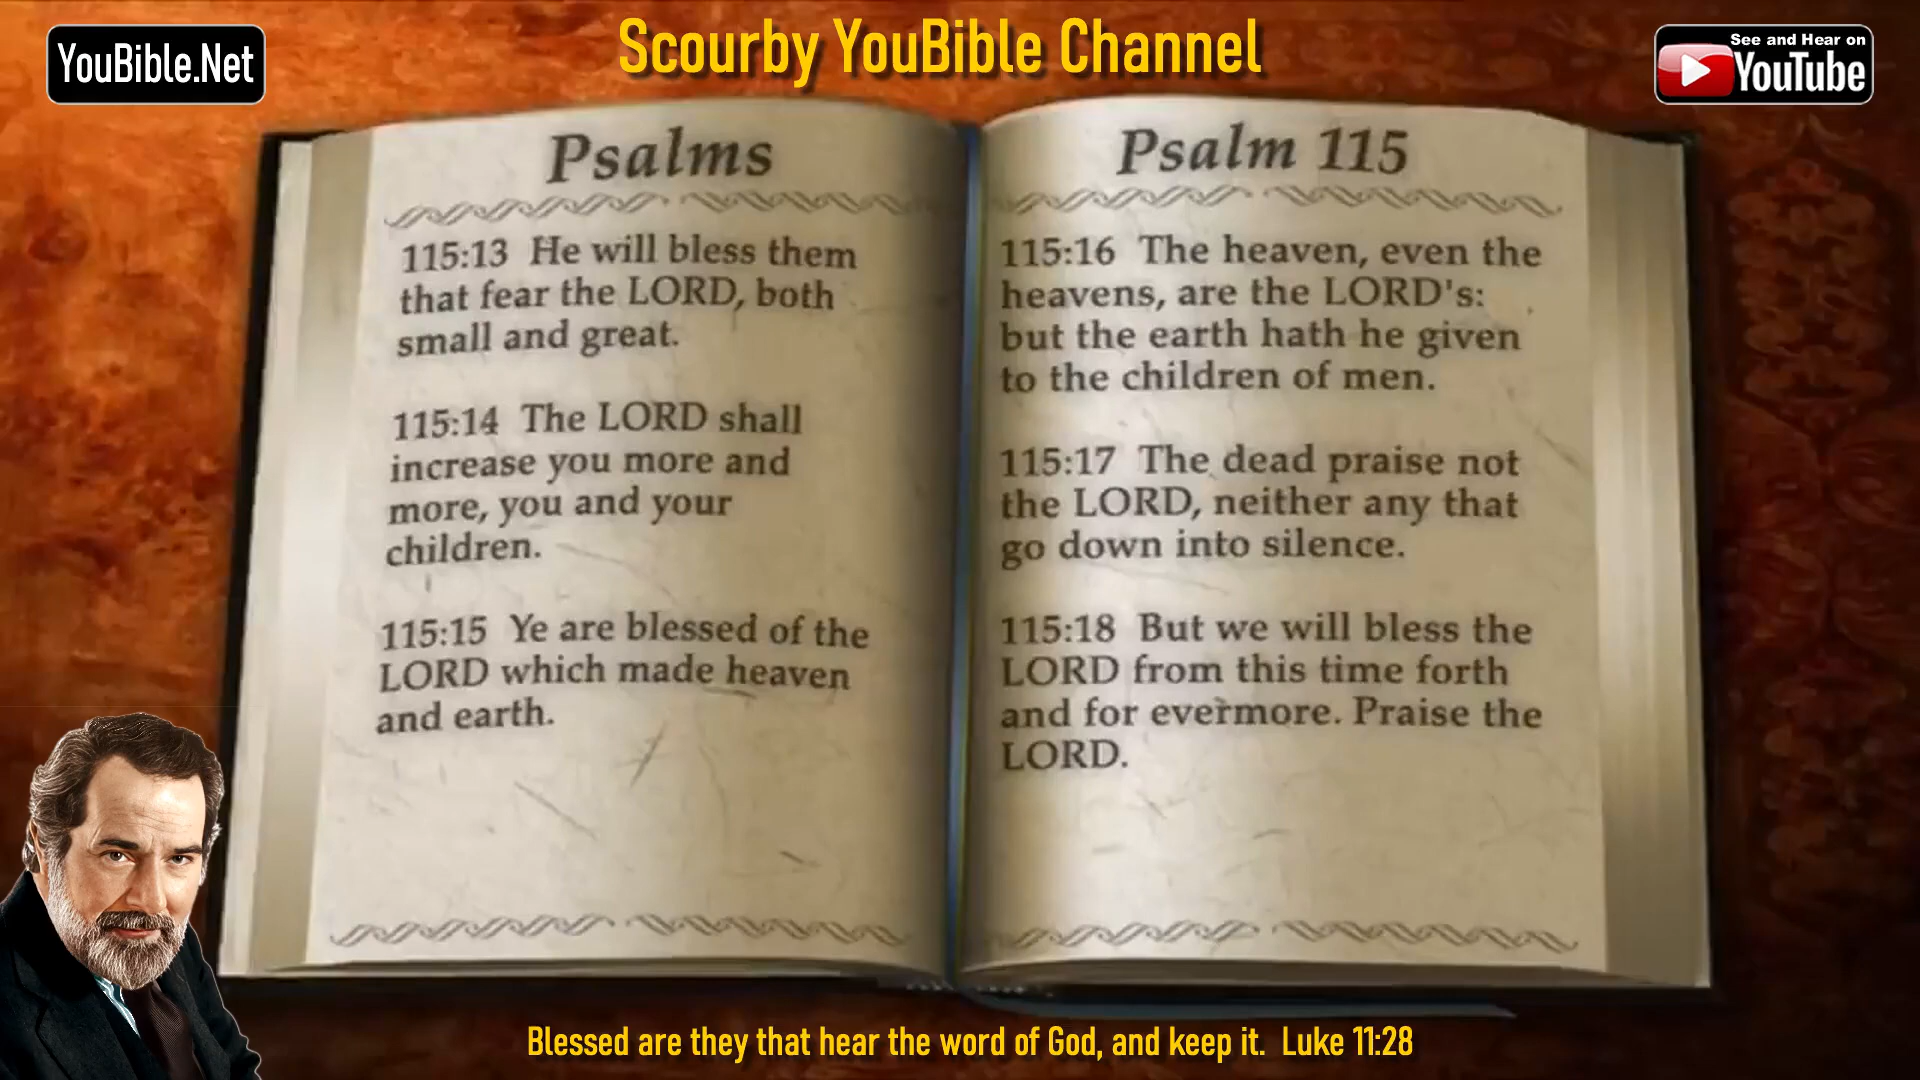 YouBible.Net
Scourby YouBible Channel
See and Hear on
YouTube
Psalms
115:13 He will bless them
that fear the LORD, both
small and great.
115:14 The LORD shall
increase you more and
more, you and your
children.
115:15 Ye are blessed of the
LORD which made heaven
and earth.
Psalm 115
115:16 The heaven, even the
heavens, are the LORD's:
but the earth hath he given
to the children of men.
115:17 The dead praise not
the LORD, neither any that
go down into silence.
115:18 But we will bless the
LORD from this time forth
and for evermore. Praise the
LORD.
Blessed are they that hear the word of God, and keep it. Luke 11:28